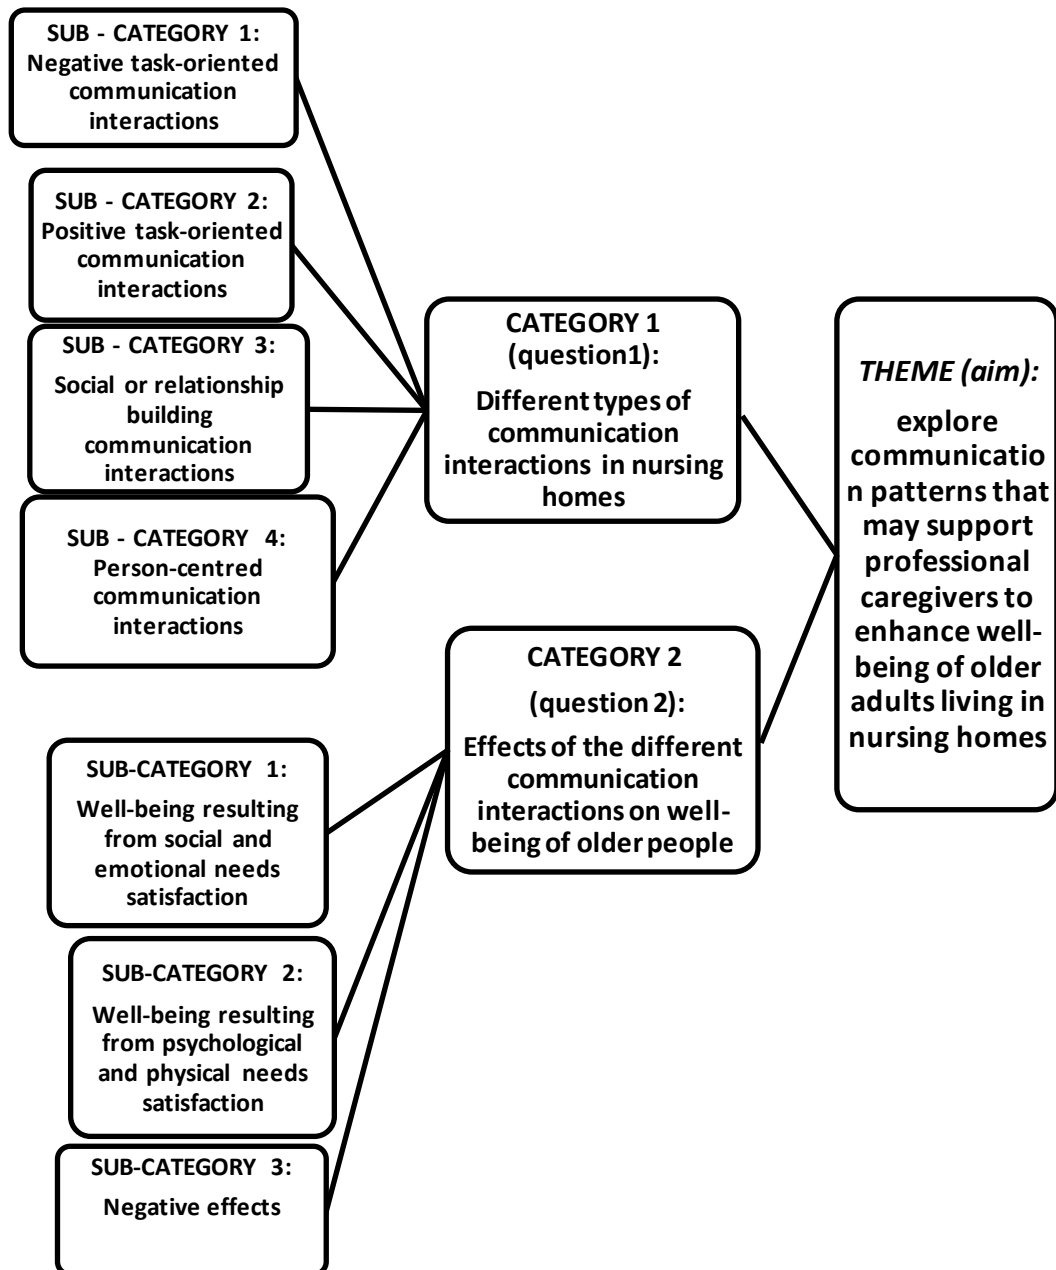 SUB - CATEGORY 1:
Negative task-oriented
communication
interactions
SUB - CATEGORY 2:
Positive task-oriented
communication
interactions
SUB - CATEGORY 3:
Social or relationship
building
communication
interactions
SUB - CATEGORY 4:
Person-centred
communication
interactions
CATEGORY 1
(question1):
Different types of
communication
interactions in nursing
homes
SUB-CATEGORY 1:
Well-being resulting
from social and
emotional needs
satisfaction
SUB-CATEGORY 2:
Well-being resulting
from psychological
and physical needs
satisfaction
SUB-CATEGORY 3:
Negative effects
CATEGORY 2
(question 2):
Effects of the different
communication
interactions on well-
being of older people
THEME (aim):
explore
communicatio
n patterns that
may support
professional
caregivers to
enhance well-
being of older
adults living in
nursing homes